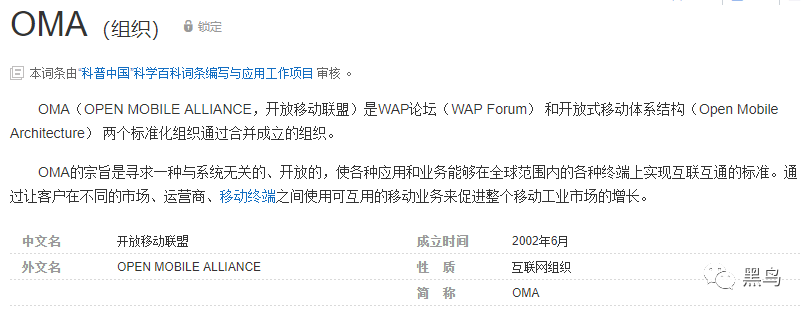 OMA（组织） 锁定
本词条由“科普中国”科学百科词条编写与应用工作项目 审核 。
OMA（OPEN MOBILE ALLIANCE，开放移动联盟）是WAP论坛（WAP Forum） 和开放式移动体系结构（Open Mobile
Architecture） 两个标准化组织通过合并成立的组织。
OMA的宗旨是寻求一种与系统无关的、开放的，使各种应用和业务能够在全球范围内的各种终端上实现互联互通的标准。通
过让客户在不同的市场、运营商、移动终端之间使用可互用的移动业务来促进整个移动工业市场的增长。
中文名 开放移动联盟 成立时间 2002年6月
外文名 OPEN MOBILE ALLIANCE 性 质 互联网组织
简 称 OMA
黑鸟